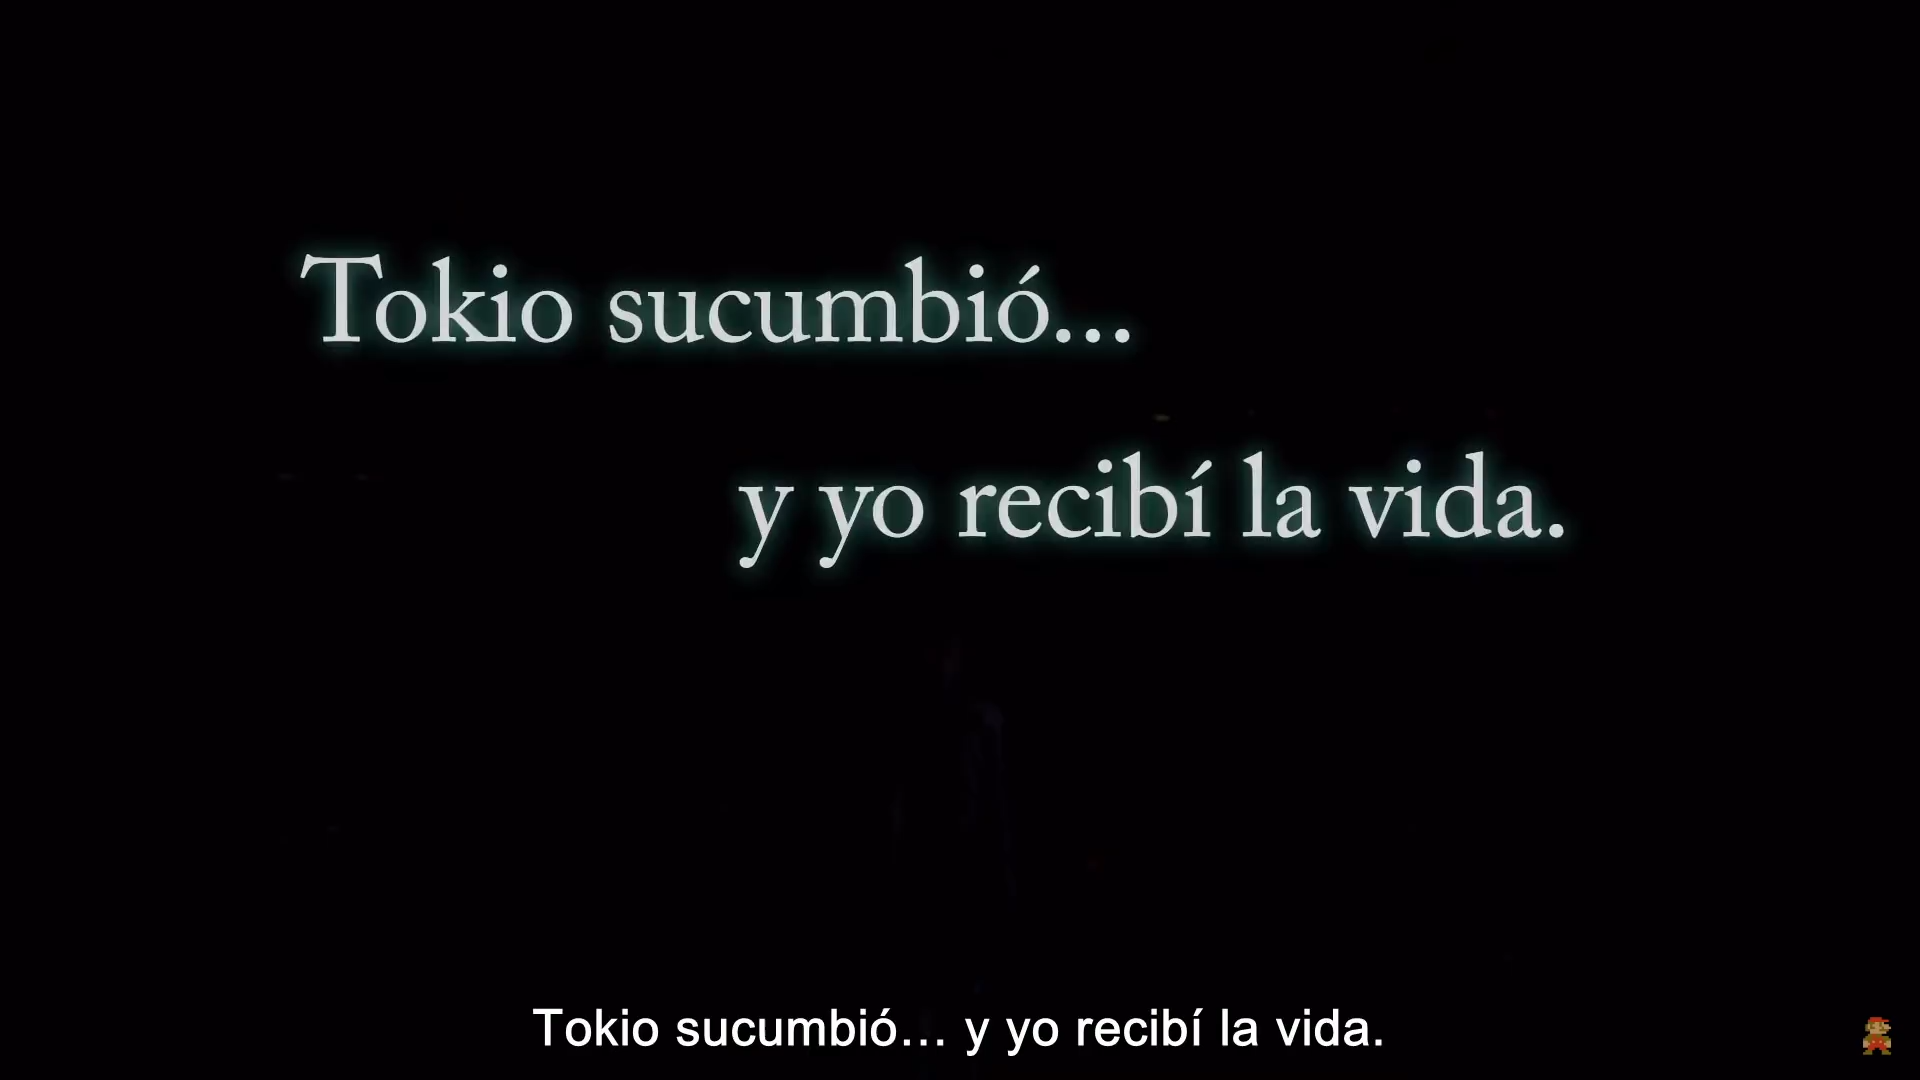 Tokio sucumbió...
y yo recibí la vida.
Tokio sucumbió... y yo recibí la vida.